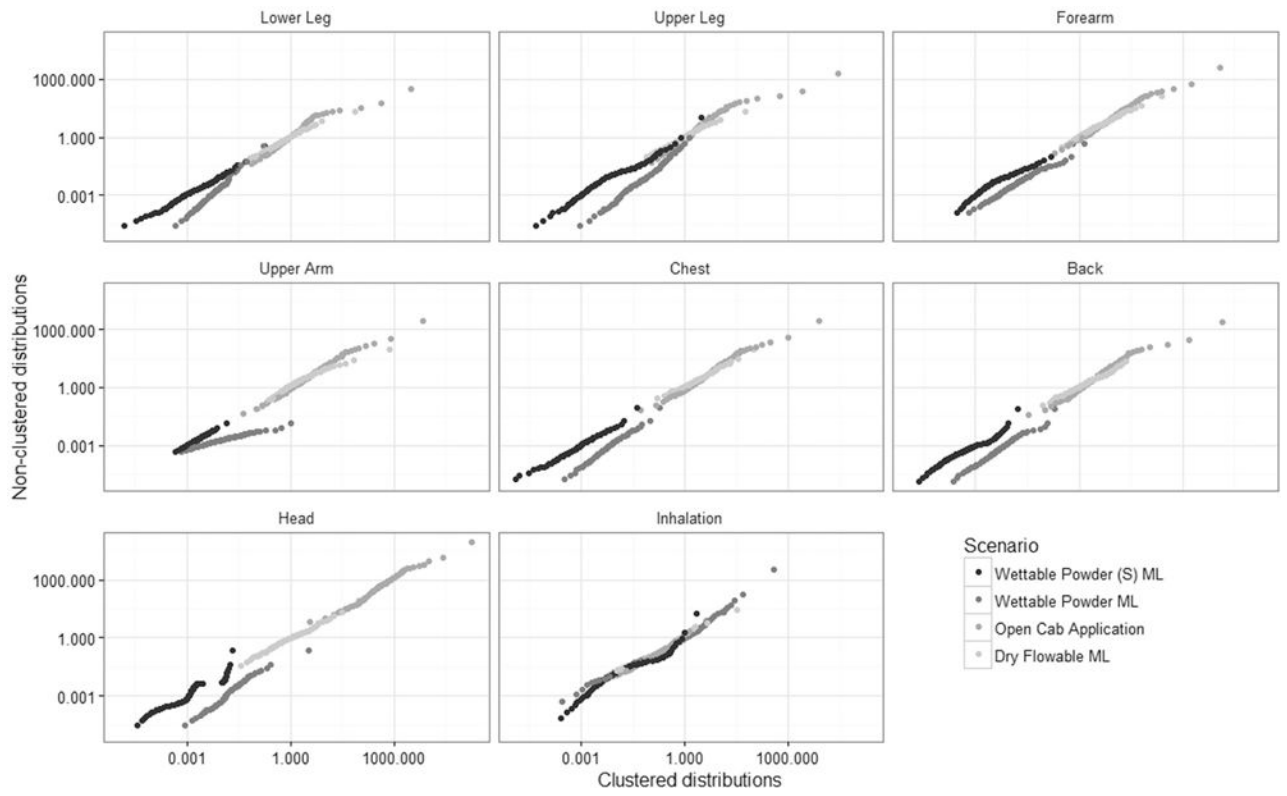 Lower Leg
Upper Leg
Forearm
1000.000
1.000
0.001
Upper Arm
Chest
Back
1000.000
1.000
0.001
Non-clustered distributions
Head
Inhalation
1000.000
1.000
0.001
0.001 1.000 1000.000
0.001 1.000 1000.000
Clustered distributions
Scenario
Wettable Powder (S) ML
Wettable Powder ML
Open Cab Application
Dry Flowable ML